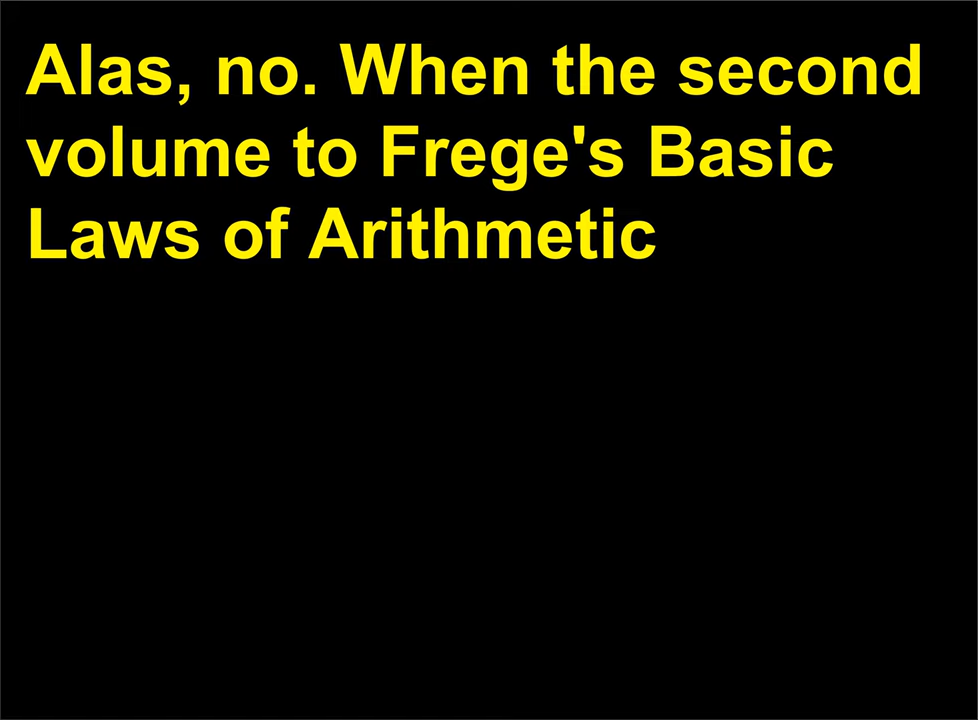 Alas, no. When the second
volume to Frege's Basic
Laws of Arithmetic